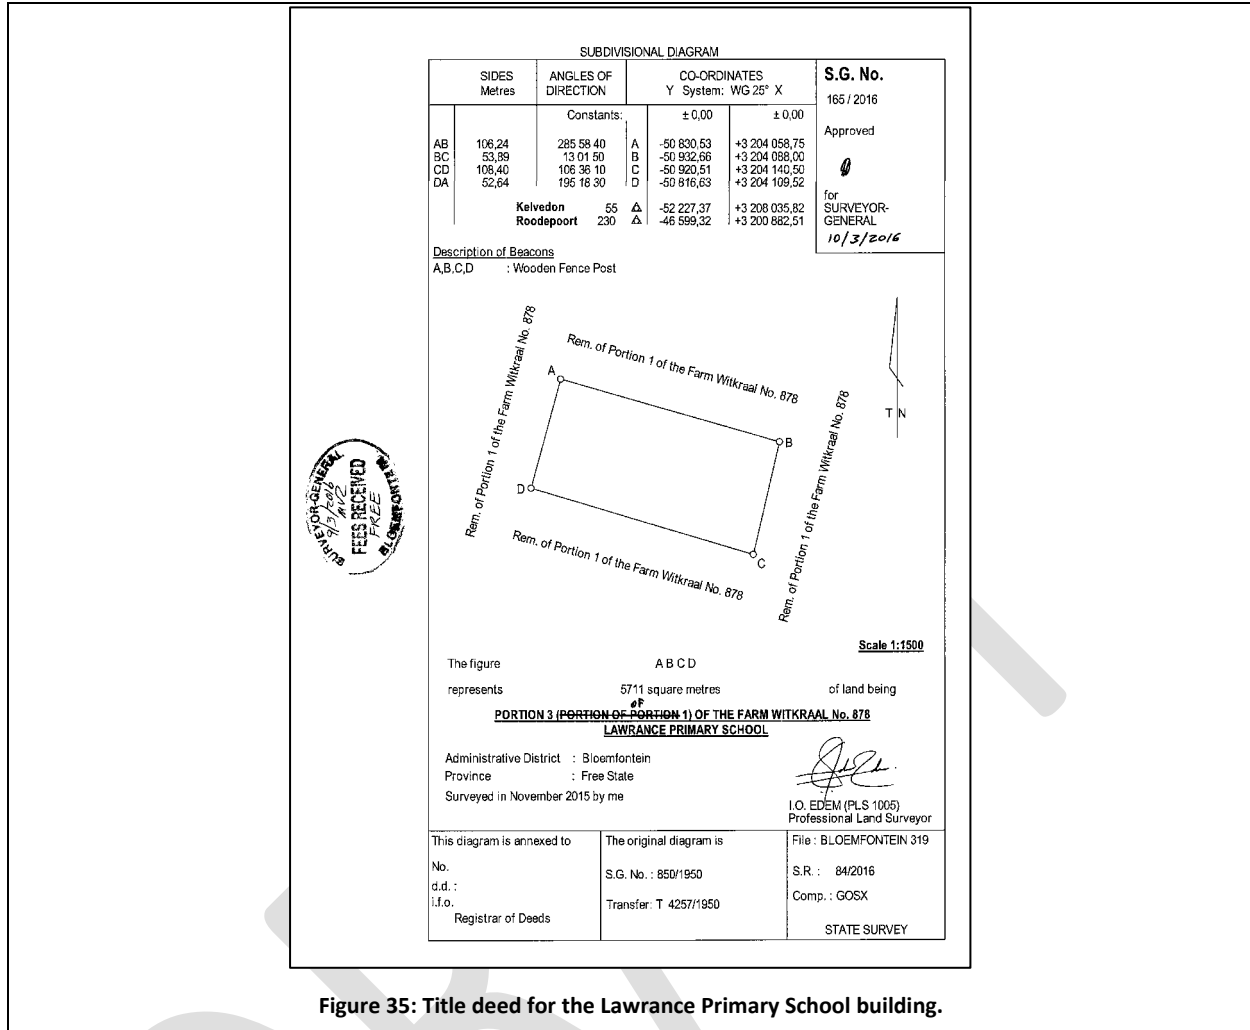 SUBDIVISIONAL DIAGRAM
SIDES Metres ANGLES OF DIRECTION CO-ORDINATES Y System: WG 25° X
S.G. No.
165 / 2016
Approved
for
SURVEYOR-
GENERAL
10/3/2016
Constants: ± 0,00 ± 0,00
AB 106,24 285 58 40 A -50 830,53 +3 204 058,75
BC 53,89 13 01 50 B -50 932,66 +3 204 088,00
CD 108,40 106 36 10 C -50 920,51 +3 204 140,50
DA 52,64 195 18 30 D -50 816,63 +3 204 109,52
Kelvedon 55 △ -52 227,37 +3 208 035,82
Roodepoort 230 △ -46 599,32 +3 200 882,51
Description of Beacons
A,B,C,D : Wooden Fence Post
Rem. of Portion 1 of the Farm Witkraal No. 878
Rem. of Portion 1 of the Farm Witkraal No. 878
Rem. of Portion 1 of the Farm Witkraal No. 878
Rem. of Portion 1 of the Farm Witkraal No. 878
A
B
C
D
T N
SURVEYOR-GENERAL
9/3/2016
FEES RECEIVED
FREE
BLOEMFONTEIN
Scale 1:1500
The figure A B C D
represents 5711 square metres of land being
OF
PORTION 3 (PORTION OF PORTION 1) OF THE FARM WITKRAAL No. 878
LAWRANCE PRIMARY SCHOOL
Administrative District : Bloemfontein
Province : Free State
Surveyed in November 2015 by me
I.O. EDEM (PLS 1005)
Professional Land Surveyor
This diagram is annexed to
No.
d.d. :
i.f.o.
Registrar of Deeds
The original diagram is
S.G. No. : 850/1950
Transfer: T 4257/1950
File : BLOEMFONTEIN 319
S.R. : 84/2016
Comp. : GOSX
STATE SURVEY
Figure 35: Title deed for the Lawrance Primary School building.